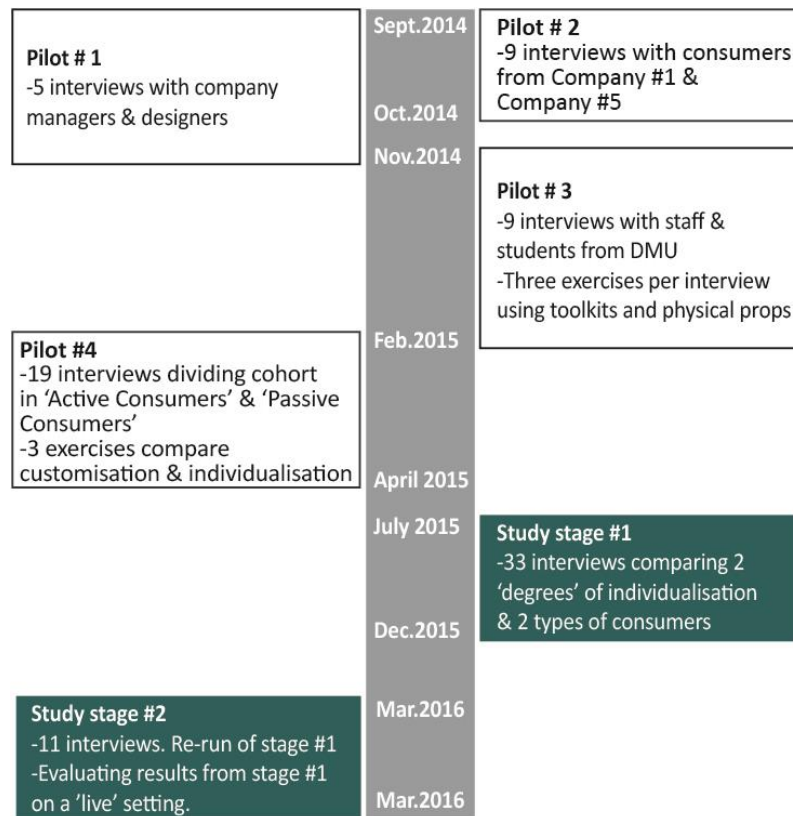 Sept.2014
Pilot # 1
-5 interviews with company
managers & designers
Pilot # 2
-9 interviews with consumers
from Company #1 &
Company #5
Oct.2014
Nov.2014
Pilot # 3
-9 interviews with staff &
students from DMU
-Three exercises per interview
using toolkits and physical props
Feb.2015
Pilot #4
-19 interviews dividing cohort
in ‘Active Consumers’ & ‘Passive
Consumers’
-3 exercises compare
customisation & individualisation
April 2015
July 2015
Study stage #1
-33 interviews comparing 2
‘degrees’ of individualisation
& 2 types of consumers
Dec.2015
Mar.2016
Study stage #2
-11 interviews. Re-run of stage #1
-Evaluating results from stage #1
on a ’live’ setting.
Mar.2016